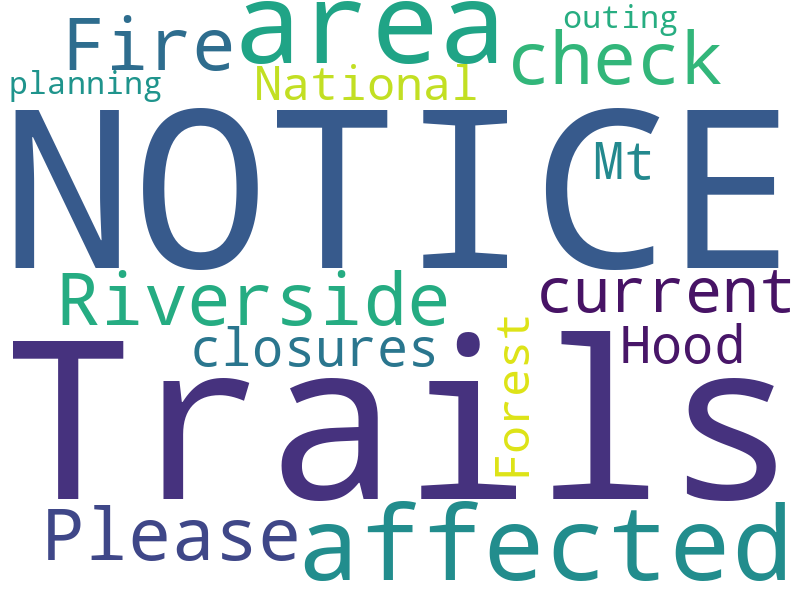 outing
Fire area check
planning National
NOTICE
Mt
Riverside current
closures Hood
Forest
Trails
Please affected